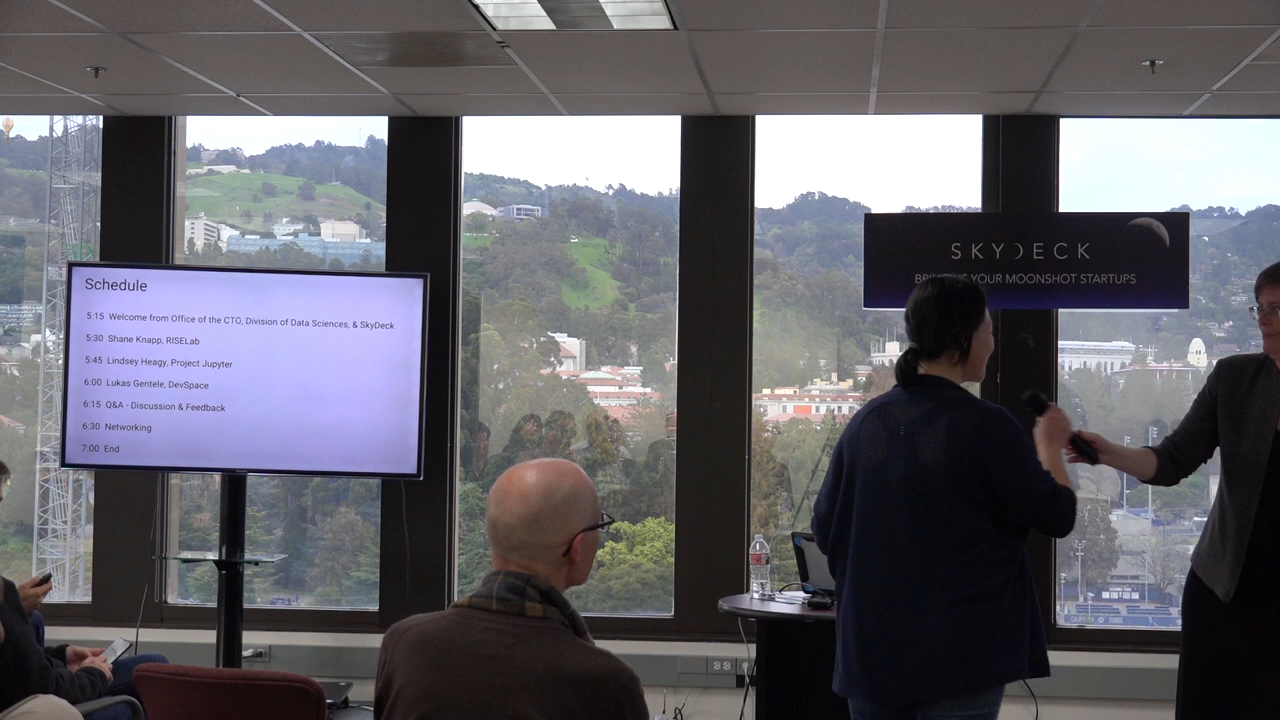 Schedule
5:15 Welcome from Office of the CTO, Division of Data Sciences, & SkyDeck
5:30 Shane Knapp, RISELab
5:45 Lindsey Heagy, Project Jupyter
6:00 Lukas Gentele, DevSpace
6:15 Q&A - Discussion & Feedback
6:30 Networking
7:00 End
SKYDECK
YOUR MOONSHOT STARTUPS